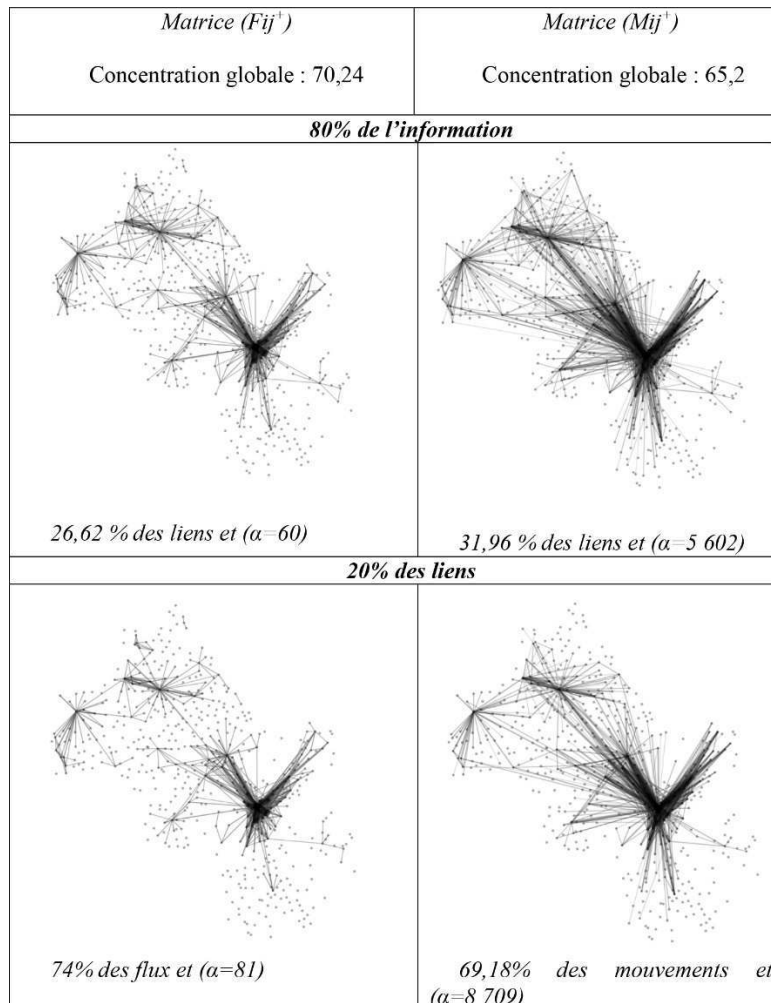 Matrice (Fij+)
Concentration globale : 70,24
Matrice (Mij+)
Concentration globale : 65,2
80% de l’information
26,62 % des liens et (α=60)
31,96 % des liens et (α=5 602)
20% des liens
74% des flux et (α=81)
69,18% des mouvements et
(α=8 709)